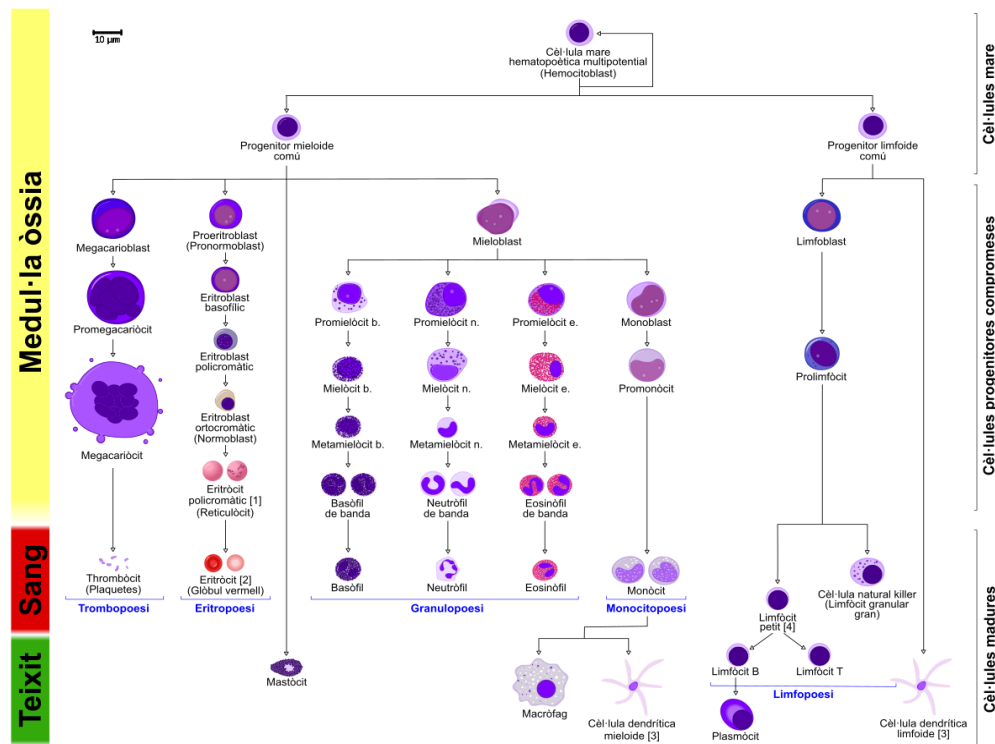 10 µm
Cèl·lula mare
hematopoètica multipotential
(Hemocitoblast)
Progenitor mieloide
comú
Progenitor limfoide
comú
Megacarioblast
Proeritroblast
(Pronormoblast)
Mieloblast
Limfoblast
Promegacariòcit
Eritroblast
basofílic
Promielòcit b.
Promielòcit n.
Promielòcit e.
Monoblast
Eritroblast
policromàtic
Mielòcit b.
Mielòcit n.
Mielòcit e.
Promonòcit
Prolimfòcit
Megacariòcit
Eritroblast
ortocromàtic
(Normoblast)
Metamielòcit b.
Metamielòcit n.
Metamielòcit e.
Eritròcit
policromàtic [1]
(Reticulòcit)
Basòfil
de banda
Neutròfil
de banda
Eosinòfil
de banda
Thrombòcit
(Plaquetes)
Eritròcit [2]
(Glòbul vermell)
Basòfil
Neutròfil
Eosinòfil
Monòcit
Cèl·lula natural killer
(Limfòcit granular
gran)
Limfòcit
petit [4]
Trombopoesi
Eritropoesi
Granulopoesi
Monocitopoesi
Mastòcit
Limfòcit B
Limfòcit T
Limfopoesi
Macròfag
Cèl·lula dendrítica
mieloide [3]
Plasmòcit
Cèl·lula dendrítica
limfoide [3]
Medul·la òssia
Sang
Teixit
Cèl·lules mare
Cèl·lules progenitores compromeses
Cèl·lules madures